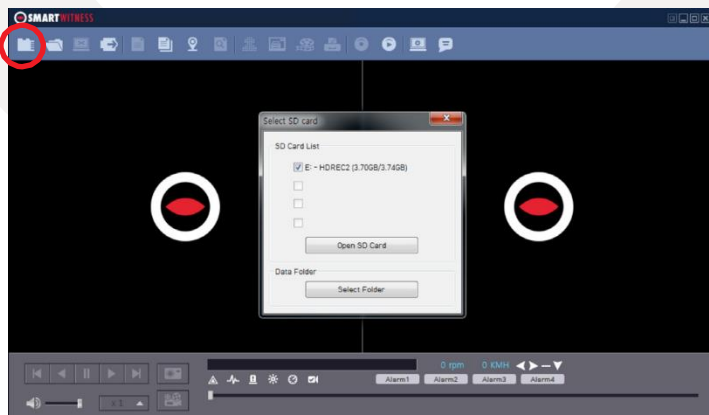 SMARTWITNESS
Select SD card
SD Card List
E: - HDREC2 (3.70GB/3.74GB)
Open SD Card
Data Folder
Select Folder
0 rpm 0 KMH
Alarm1 Alarm2 Alarm3 Alarm4
x 1